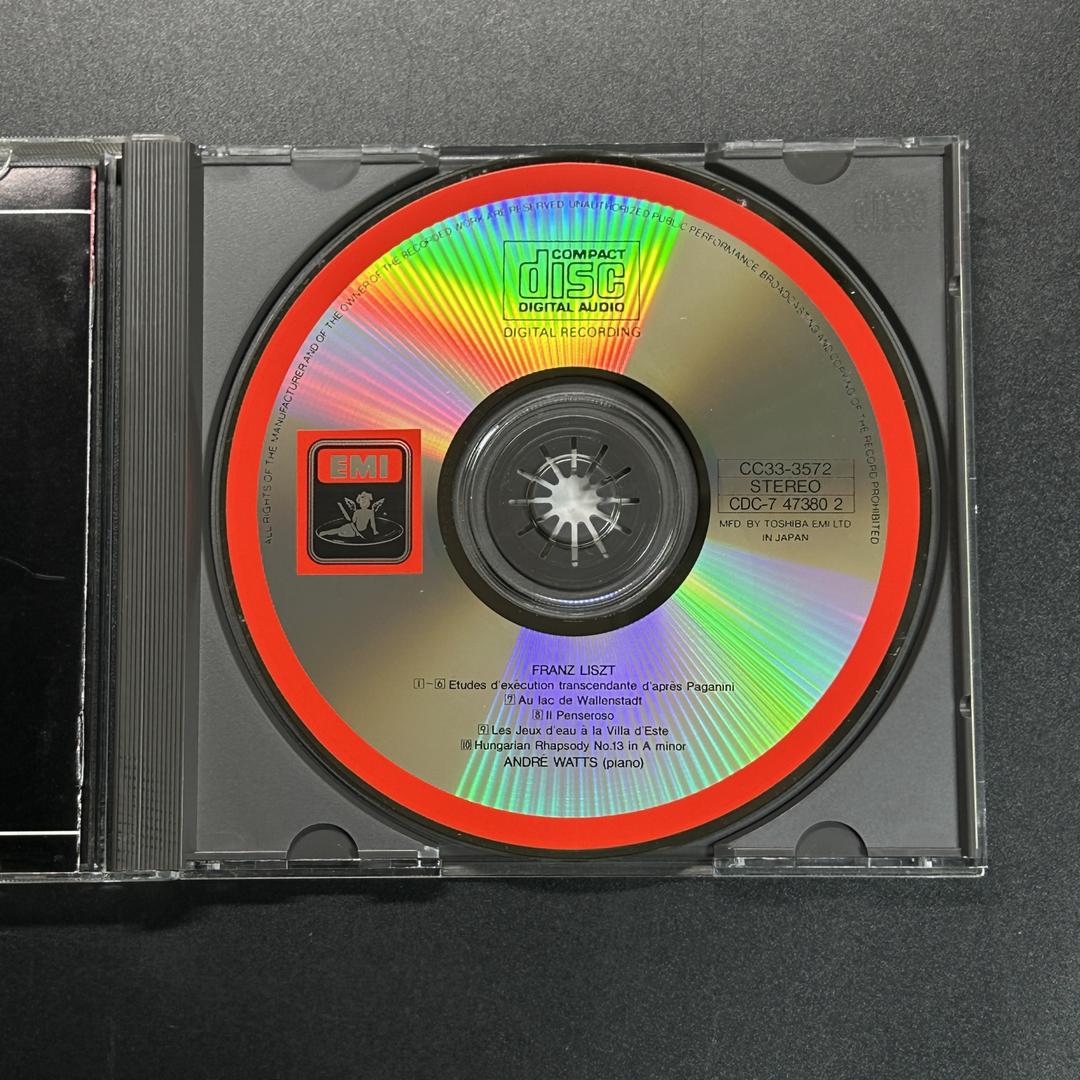 ALL RIGHTS OF THE MANUFACTURER AND OF THE OWNER OF THE RECORDED WORK ARE RESERVED UNAUTHORIZED PUBLIC PERFORMANCE BROADCASTING AND COPYING OF THE RECORD PROHIBITED
COMPACT
disc
DIGITAL AUDIO
DIGITAL RECORDING
EMI
CC33-3572
STEREO
CDC-7 47380 2
MFD BY TOSHIBA EMI LTD
IN JAPAN
FRANZ LISZT
1-6 Etudes d'exécution transcendante d'après Paganini
7 Au lac de Wallenstadt
8 Il Penseroso
9 Les Jeux d'eau à la Villa d'Este
10 Hungarian Rhapsody No.13 in A minor
ANDRÉ WATTS (piano)